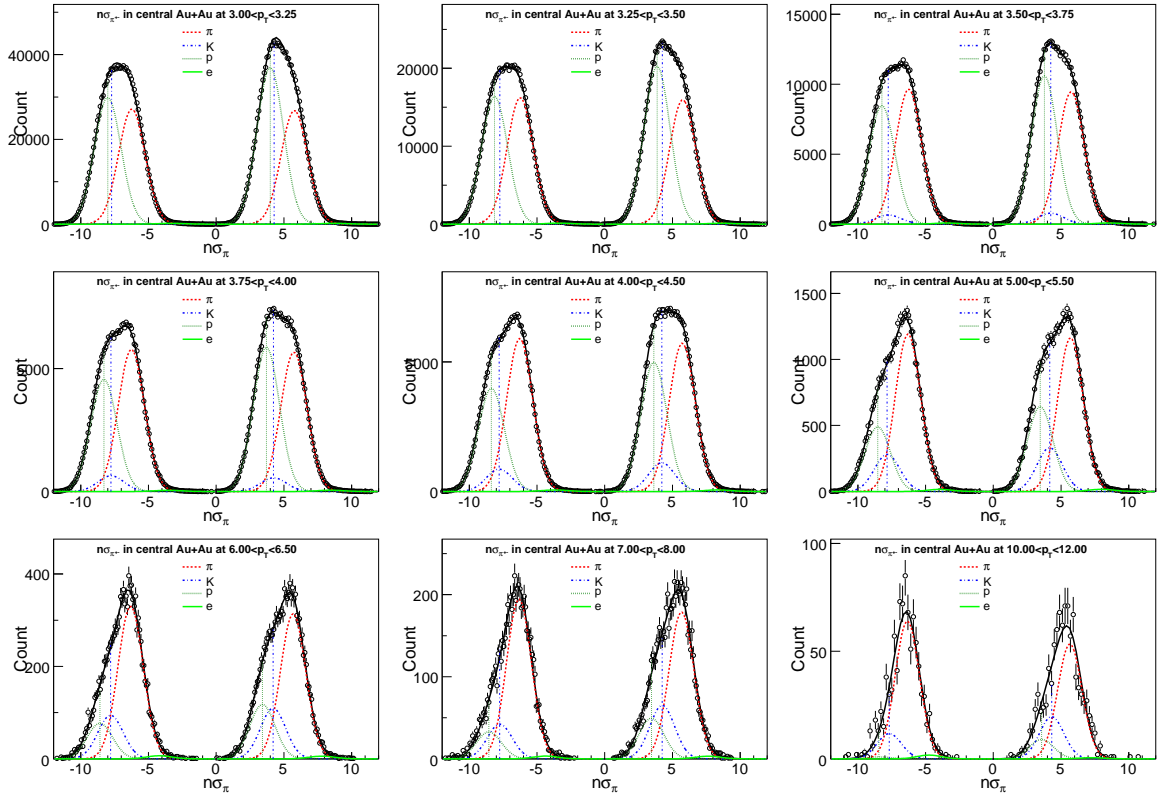 nσπ+- in central Au+Au at 3.00<pT<3.25
π
K
p
e
Count
40000
20000
0
-10 -5 0 5 10
nσπ
nσπ+- in central Au+Au at 3.25<pT<3.50
π
K
p
e
Count
20000
10000
0
-10 -5 0 5 10
nσπ
nσπ+- in central Au+Au at 3.50<pT<3.75
π
K
p
e
Count
15000
10000
5000
0
-10 -5 0 5 10
nσπ
nσπ+- in central Au+Au at 3.75<pT<4.00
π
K
p
e
Count
5000
0
-10 -5 0 5 10
nσπ
nσπ+- in central Au+Au at 4.00<pT<4.50
π
K
p
e
Count
0
-10 -5 0 5 10
nσπ
nσπ+- in central Au+Au at 5.00<pT<5.50
π
K
p
e
Count
1500
1000
500
0
-10 -5 0 5 10
nσπ
nσπ+- in central Au+Au at 6.00<pT<6.50
π
K
p
e
Count
400
200
0
-10 -5 0 5 10
nσπ
nσπ+- in central Au+Au at 7.00<pT<8.00
π
K
p
e
Count
200
100
0
-10 -5 0 5 10
nσπ
nσπ+- in central Au+Au at 10.00<pT<12.00
π
K
p
e
Count
100
50
0
-10 -5 0 5 10
nσπ